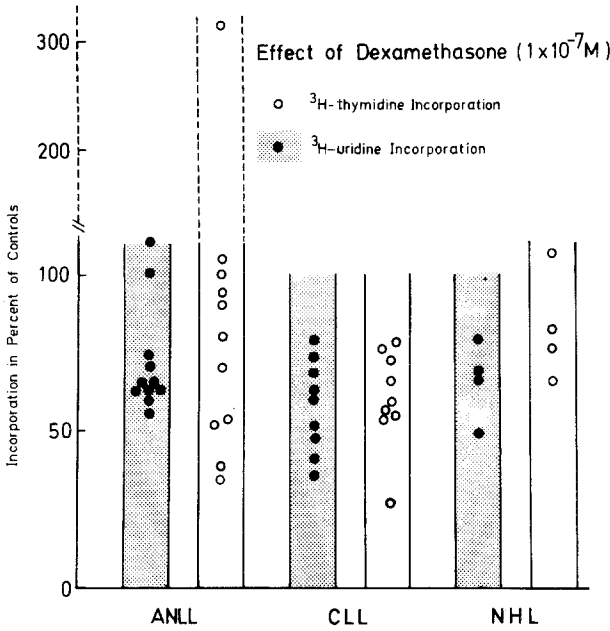 Effect of Dexamethasone (1x10⁻⁷M)
³H-thymidine Incorporation
³H-uridine Incorporation
Incorporation in Percent of Controls
300
200
100
50
0
ANLL
CLL
NHL